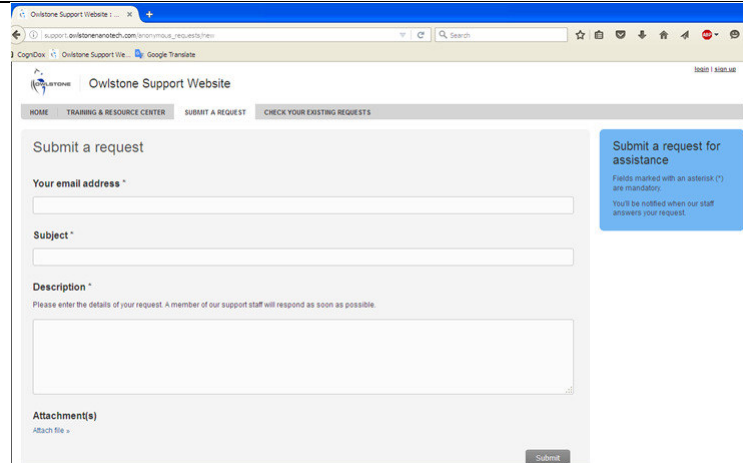 Owlstone Support Website : ... ×
support.owlstonenanotech.com/anonymous_requests/new
Search
ABP
CogniDox Owlstone Support We... Google Translate
login | sign up
OWLSTONE Owlstone Support Website
HOME TRAINING & RESOURCE CENTER SUBMIT A REQUEST CHECK YOUR EXISTING REQUESTS
Submit a request
Your email address *
Subject *
Description *
Please enter the details of your request. A member of our support staff will respond as soon as possible.
Attachment(s)
Attach file »
Submit
Submit a request for
assistance
Fields marked with an asterisk (*)
are mandatory.
You'll be notified when our staff
answers your request.